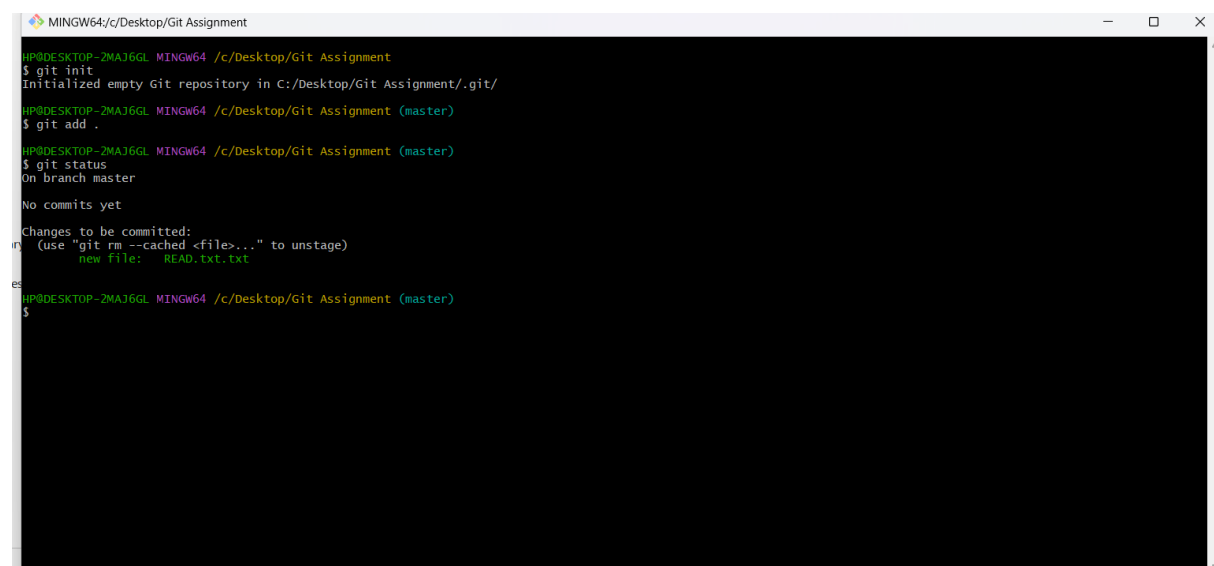 MINGW64:/c/Desktop/Git Assignment
HP@DESKTOP-2MAJ6GL MINGW64 /c/Desktop/Git Assignment
$ git init
Initialized empty Git repository in C:/Desktop/Git Assignment/.git/
HP@DESKTOP-2MAJ6GL MINGW64 /c/Desktop/Git Assignment (master)
$ git add .
HP@DESKTOP-2MAJ6GL MINGW64 /c/Desktop/Git Assignment (master)
$ git status
On branch master
No commits yet
Changes to be committed:
  (use "git rm --cached <file>..." to unstage)
        new file:   READ.txt.txt
HP@DESKTOP-2MAJ6GL MINGW64 /c/Desktop/Git Assignment (master)
$